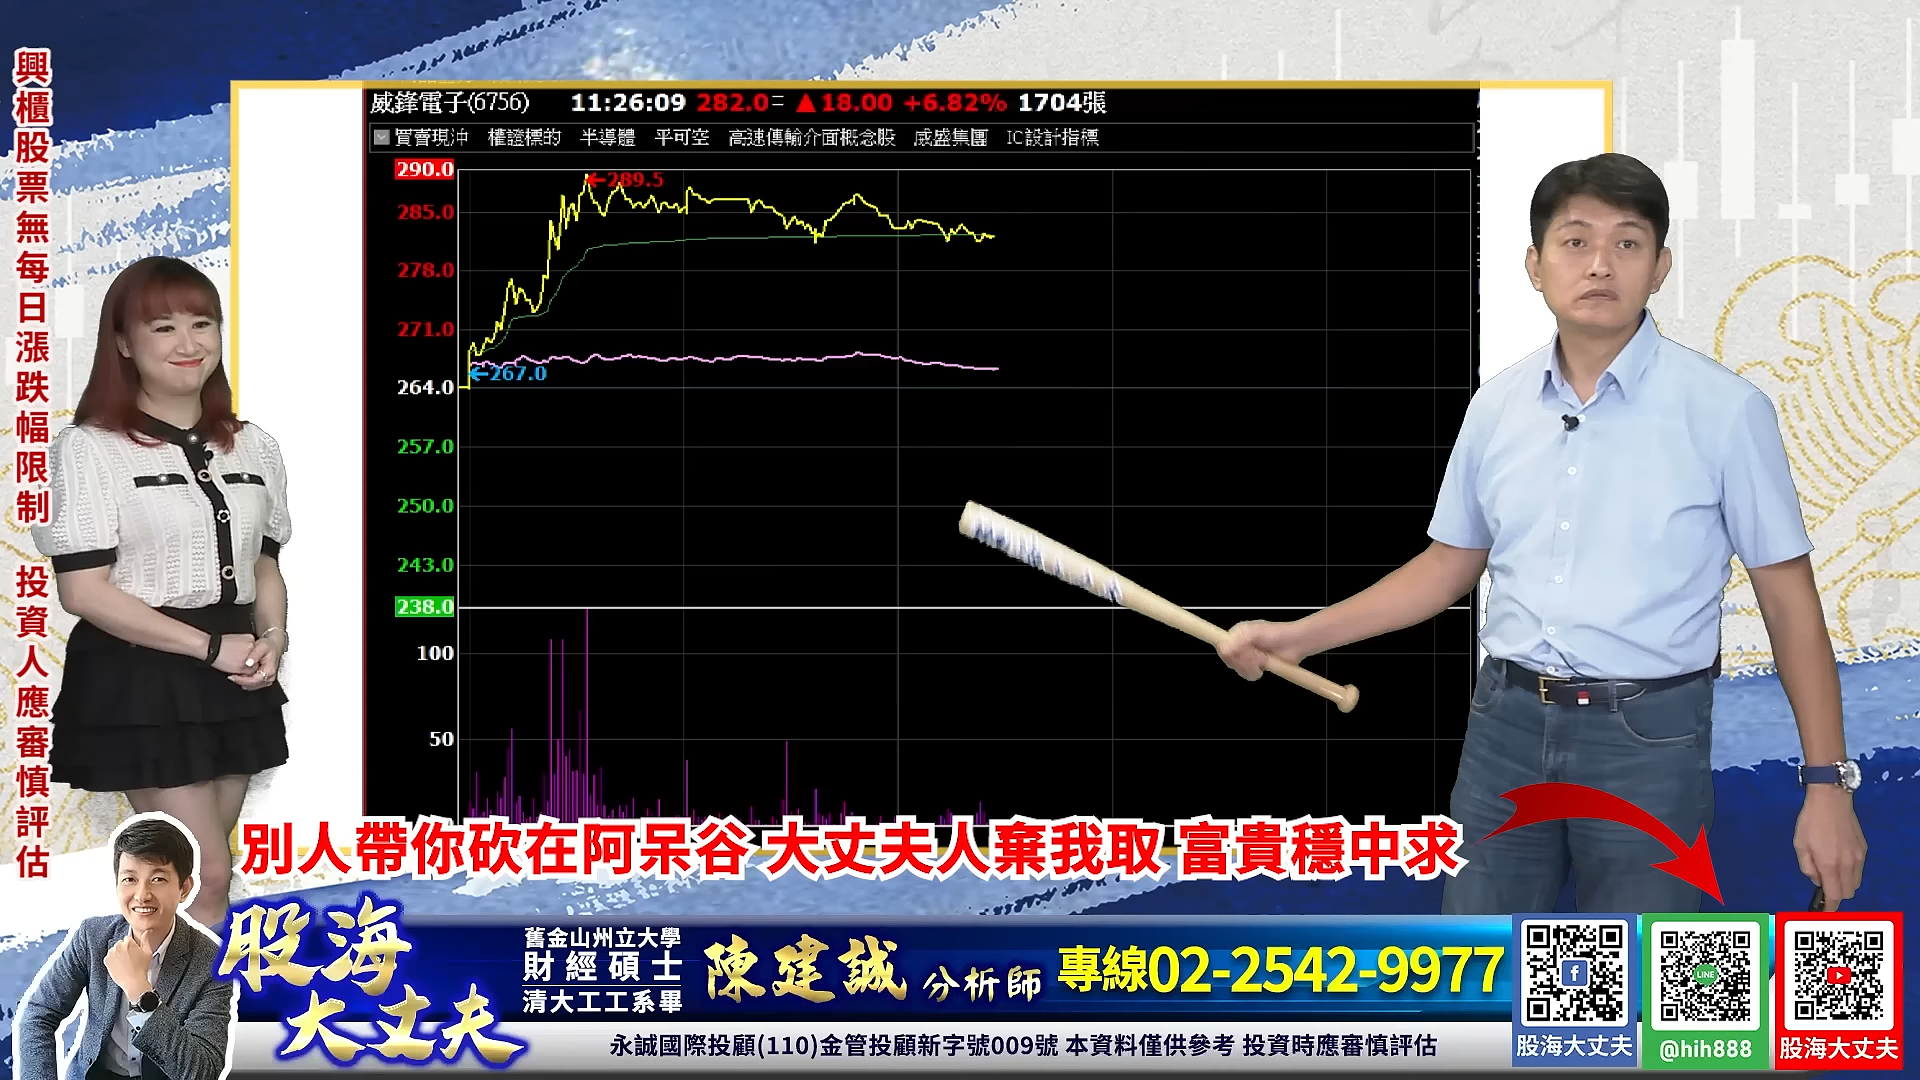 興櫃股票無每日漲跌幅限制 投資人應審慎評估
威鋒電子(6756) 11:26:09 282.0= ▲18.00 +6.82% 1704張
買賣現沖 權證標的 半導體 平可空 高速傳輸介面概念股 威盛集團 IC設計指標
290.0
←289.5
285.0
278.0
271.0
←267.0
264.0
257.0
250.0
243.0
238.0
100
50
別人帶你砍在阿呆谷 大丈夫人棄我取 富貴穩中求
股海
大丈夫
舊金山州立大學
財經碩士
清大工工系畢
陳建誠 分析師
專線02-2542-9977
永誠國際投顧(110)金管投顧新字號009號 本資料僅供參考 投資時應審慎評估
股海大丈夫
LINE
@hih888
股海大丈夫